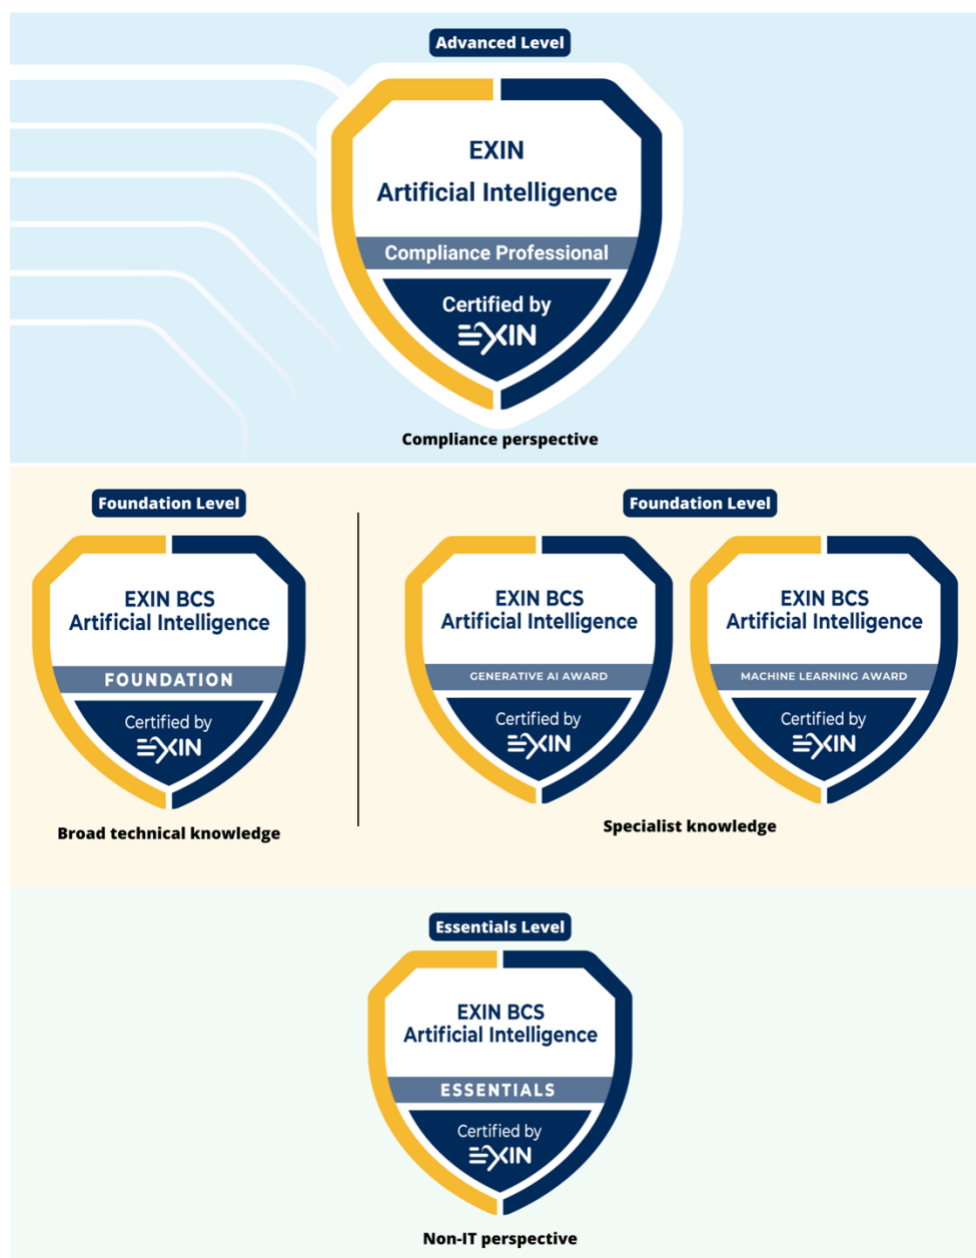 Advanced Level
EXIN
Artificial Intelligence
Compliance Professional
Certified by
EXIN
Compliance perspective
Foundation Level
EXIN BCS
Artificial Intelligence
FOUNDATION
Certified by
EXIN
Broad technical knowledge
Foundation Level
EXIN BCS
Artificial Intelligence
GENERATIVE AI AWARD
Certified by
EXIN
EXIN BCS
Artificial Intelligence
MACHINE LEARNING AWARD
Certified by
EXIN
Specialist knowledge
Essentials Level
EXIN BCS
Artificial Intelligence
ESSENTIALS
Certified by
EXIN
Non-IT perspective